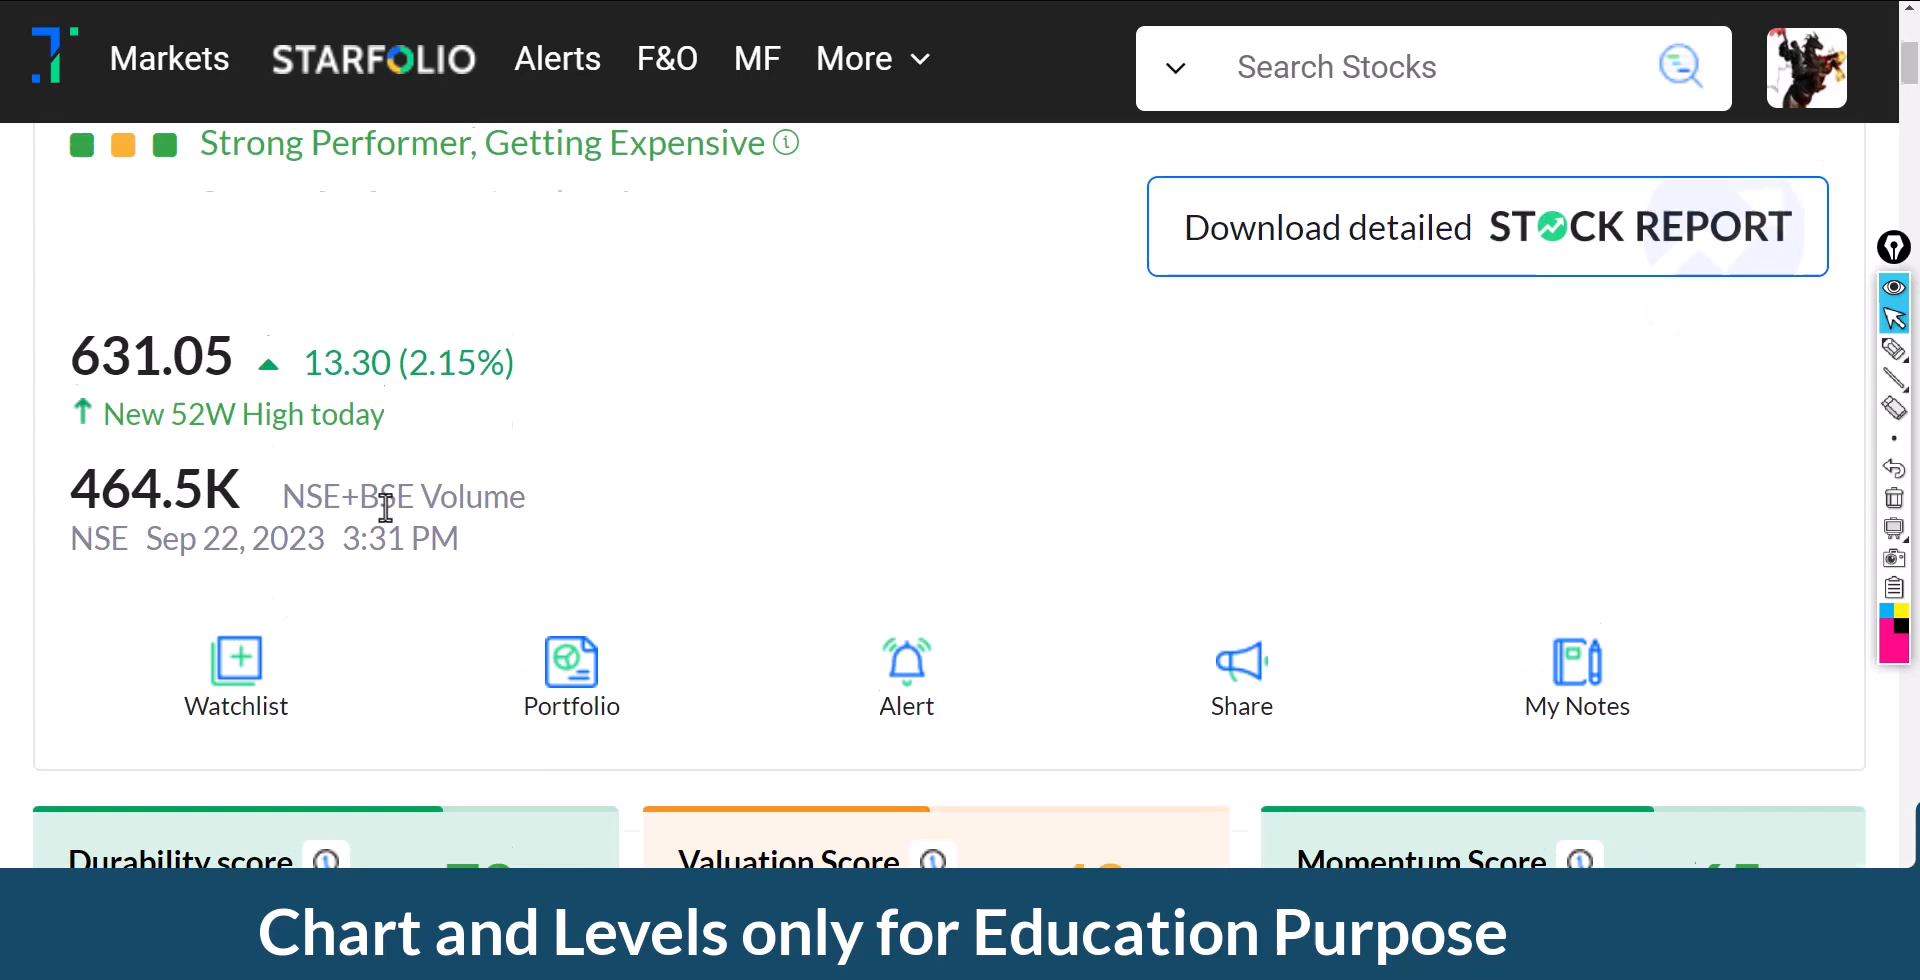 Markets STARFOLIO Alerts F&O MF More Search Stocks
Strong Performer, Getting Expensive
Download detailed STOCK REPORT
631.05 13.30 (2.15%)
New 52W High today
464.5K NSE+BSE Volume
NSE Sep 22, 2023 3:31 PM
Watchlist Portfolio Alert Share My Notes
Durability score Valuation Score Momentum Score
Chart and Levels only for Education Purpose